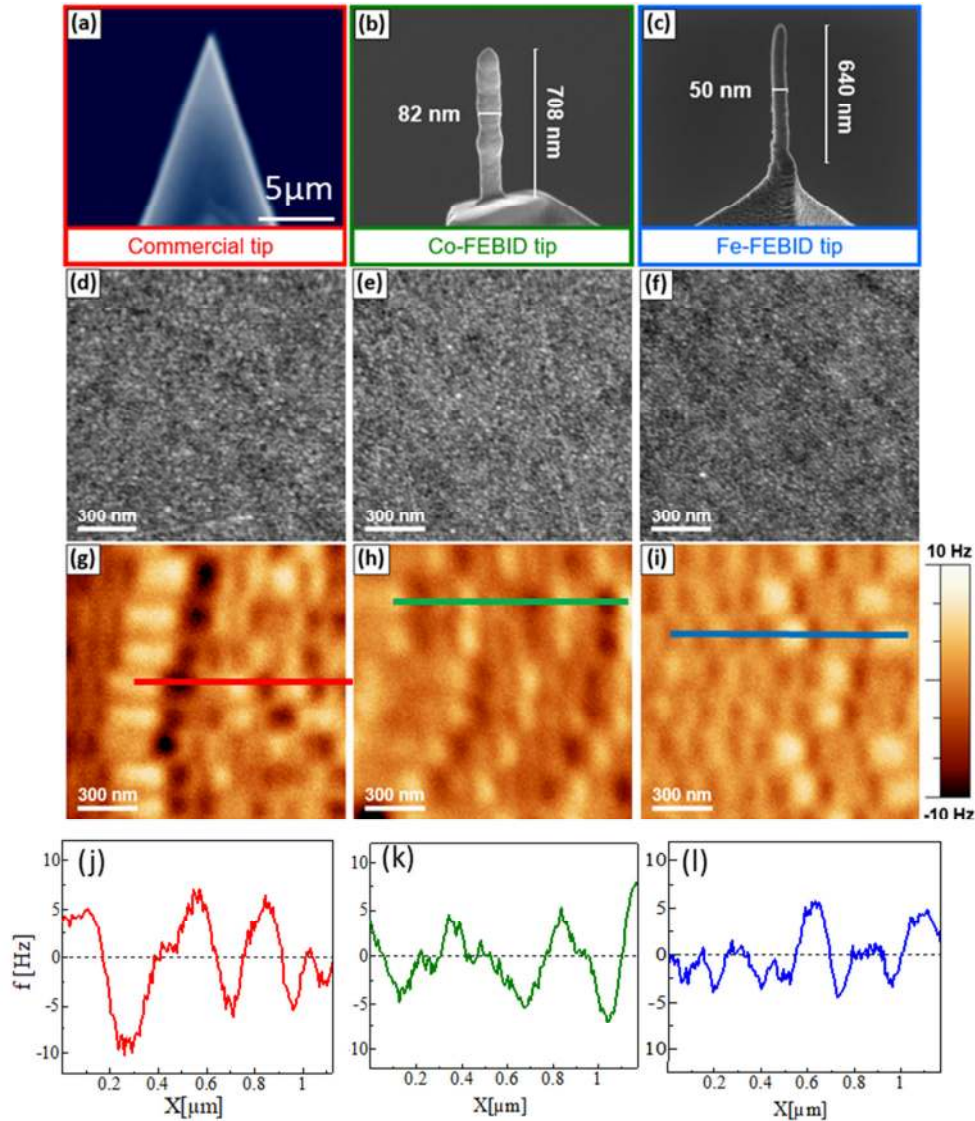 (a)
(b)
(c)
82 nm
708 nm
50 nm
640 nm
5μm
Commercial tip
Co-FEBID tip
Fe-FEBID tip
(d)
(e)
(f)
300 nm
300 nm
300 nm
(g)
(h)
(i)
10 Hz
300 nm
300 nm
300 nm
-10 Hz
(j)
(k)
(l)
10
5
0
-5
-10
f [Hz]
0.2 0.4 0.6 0.8 1
X[μm]
10
5
0
-5
10
0.2 0.4 0.6 0.8 1
X[μm]
10
5
0
-5
10
0.2 0.4 0.6 0.8 1
X[μm]